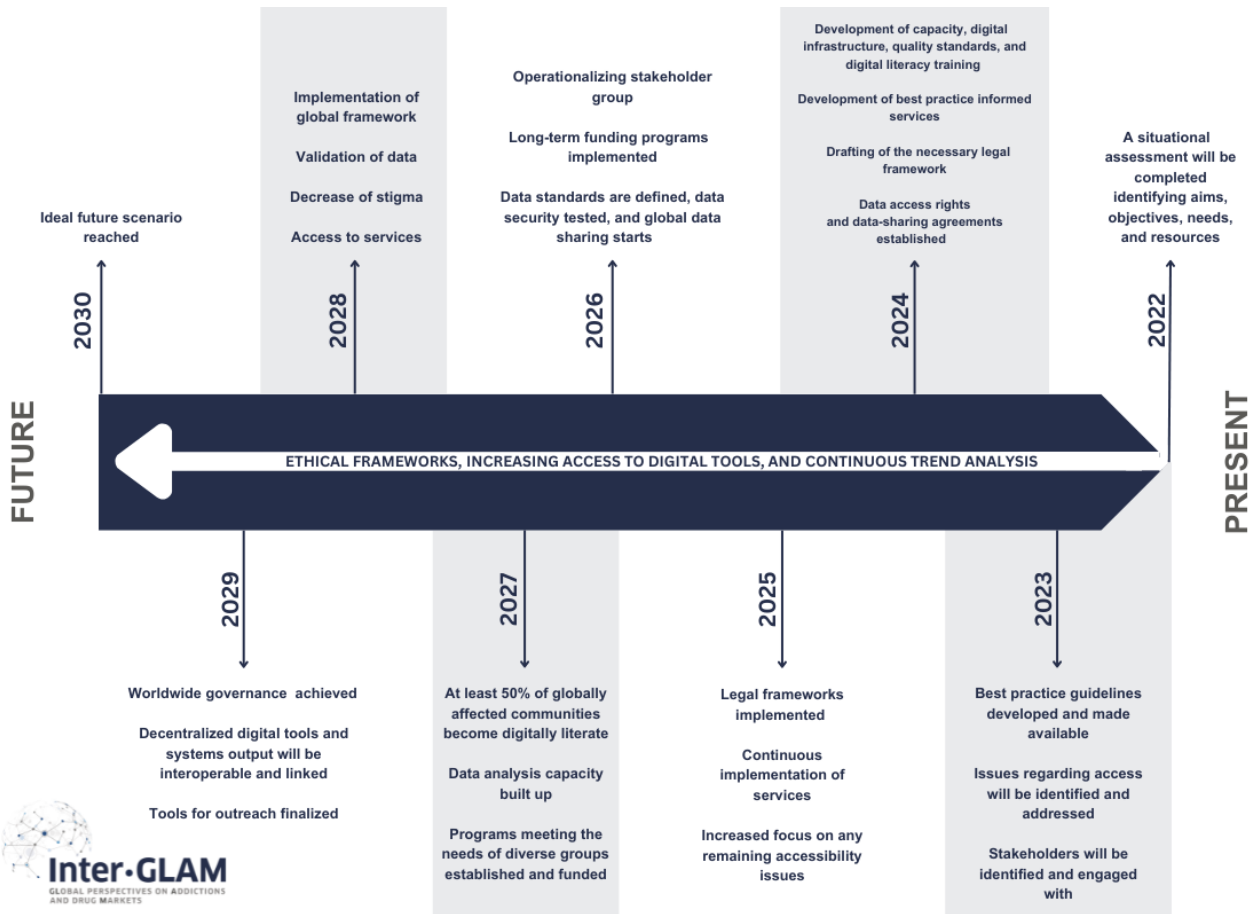 Ideal future scenario
reached
2030
Implementation of
global framework
Validation of data
Decrease of stigma
Access to services
2028
Operationalizing stakeholder
group
Long-term funding programs
implemented
Data standards are defined, data
security tested, and global data
sharing starts
2026
Development of capacity, digital
infrastructure, quality standards, and
digital literacy training
Development of best practice informed
services
Drafting of the necessary legal
framework
Data access rights
and data-sharing agreements
established
2024
A situational
assessment will be
completed
identifying aims,
objectives, needs,
and resources
2022
FUTURE
ETHICAL FRAMEWORKS, INCREASING ACCESS TO DIGITAL TOOLS, AND CONTINUOUS TREND ANALYSIS
PRESENT
2029
Worldwide governance achieved
Decentralized digital tools and
systems output will be
interoperable and linked
Tools for outreach finalized
2027
At least 50% of globally
affected communities
become digitally literate
Data analysis capacity
built up
Programs meeting the
needs of diverse groups
established and funded
2025
Legal frameworks
implemented
Continuous
implementation of
services
Increased focus on any
remaining accessibility
issues
2023
Best practice guidelines
developed and made
available
Issues regarding access
will be identified and
addressed
Stakeholders will be
identified and engaged
with
Inter•GLAM
GLOBAL PERSPECTIVES ON ADDICTIONS
AND DRUG MARKETS